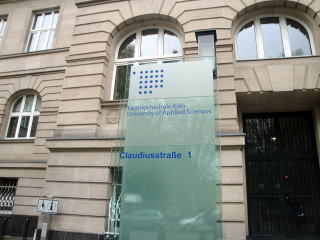 Fachhochschule Köln
University of Applied Sciences
Claudiusstraße 1